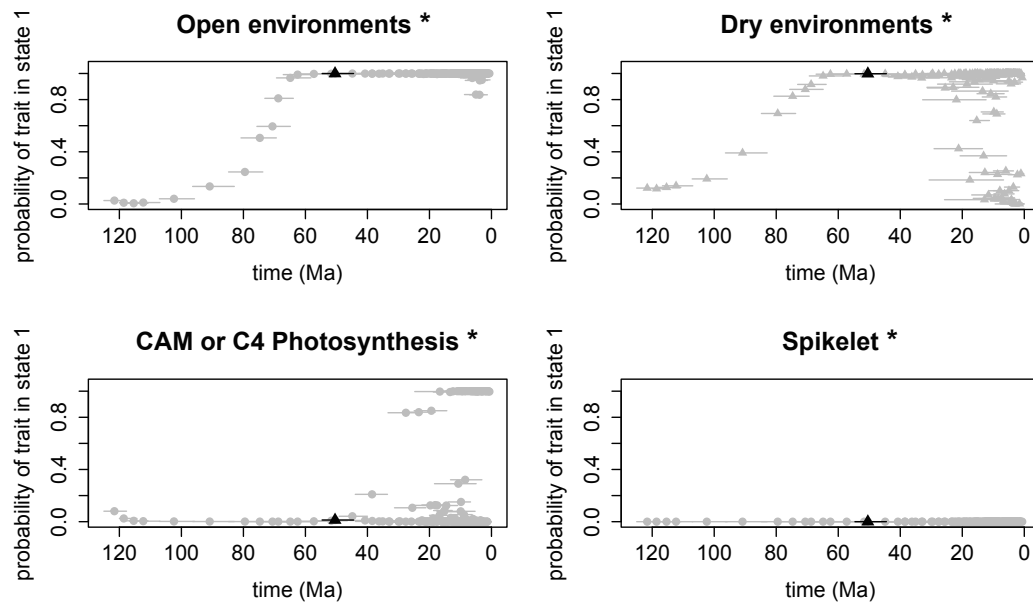 Open environments *
probability of trait in state 1
0.0 0.4 0.8
120 100 80 60 40 20 0
time (Ma)
Dry environments *
probability of trait in state 1
0.0 0.4 0.8
120 100 80 60 40 20 0
time (Ma)
CAM or C4 Photosynthesis *
probability of trait in state 1
0.0 0.4 0.8
120 100 80 60 40 20 0
time (Ma)
Spikelet *
probability of trait in state 1
0.0 0.4 0.8
120 100 80 60 40 20 0
time (Ma)